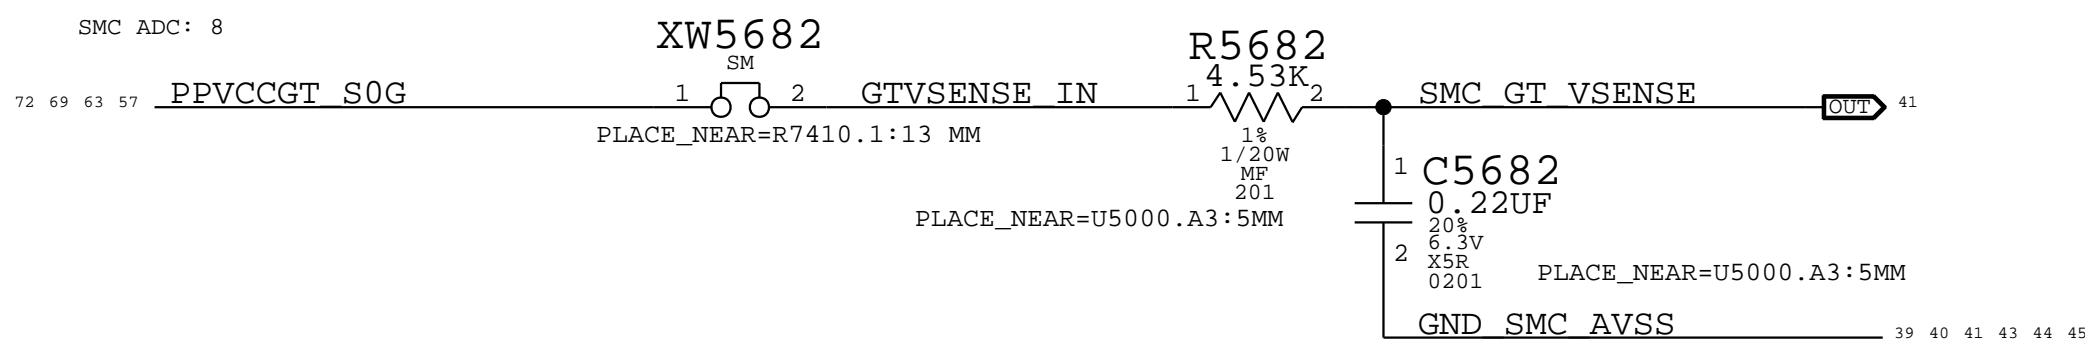 SMC ADC: 8
XW5682
SM
R5682
4.53K
72 69 63 57 PPVCCGT_S0G 1 2 GTVSENSE_IN 1 2 SMC_GT_VSENSE OUT 41
PLACE_NEAR=R7410.1:13 MM
1%
1/20W
MF
201
PLACE_NEAR=U5000.A3:5MM
1 C5682
0.22UF
20%
6.3V
2 X5R
0201
PLACE_NEAR=U5000.A3:5MM
GND_SMC_AVSS 39 40 41 43 44 45